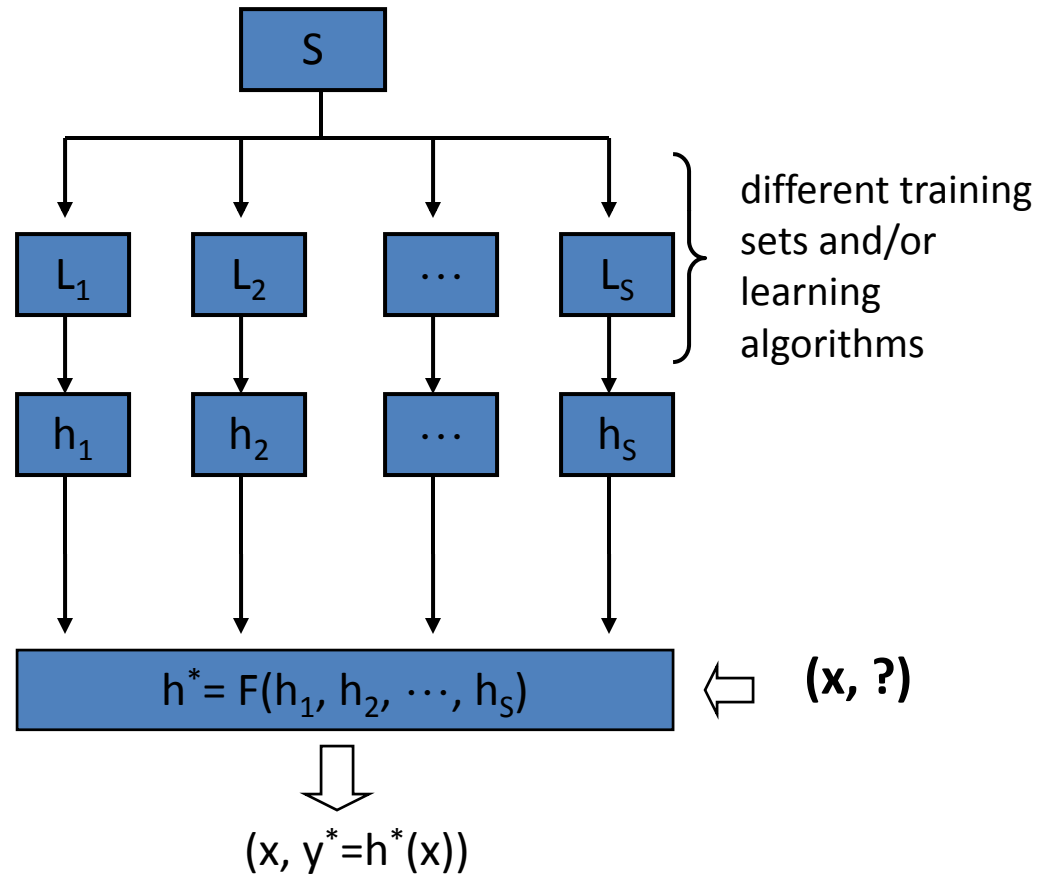 S
L₁ L₂ ⋯ Lₛ
different training
sets and/or
learning
algorithms
h₁ h₂ ⋯ hₛ
h*= F(h₁, h₂, ⋯, hₛ)
(x, ?)
(x, y*=h*(x))